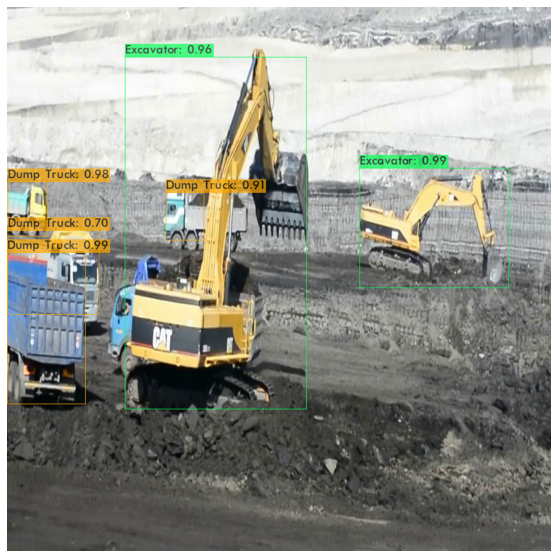 Excavator: 0.96
Excavator: 0.99
Dump Truck: 0.98
Dump Truck: 0.91
Dump Truck: 0.70
Dump Truck: 0.99
CAT